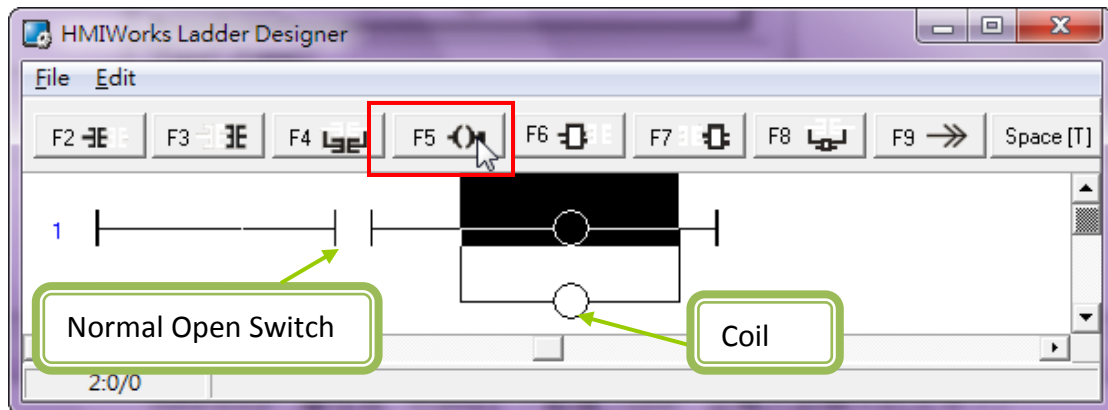 HMIWorks Ladder Designer
File Edit
F2 F3 F4 F5 F6 F7 F8 F9 Space [T]
1
Normal Open Switch
Coil
2:0/0